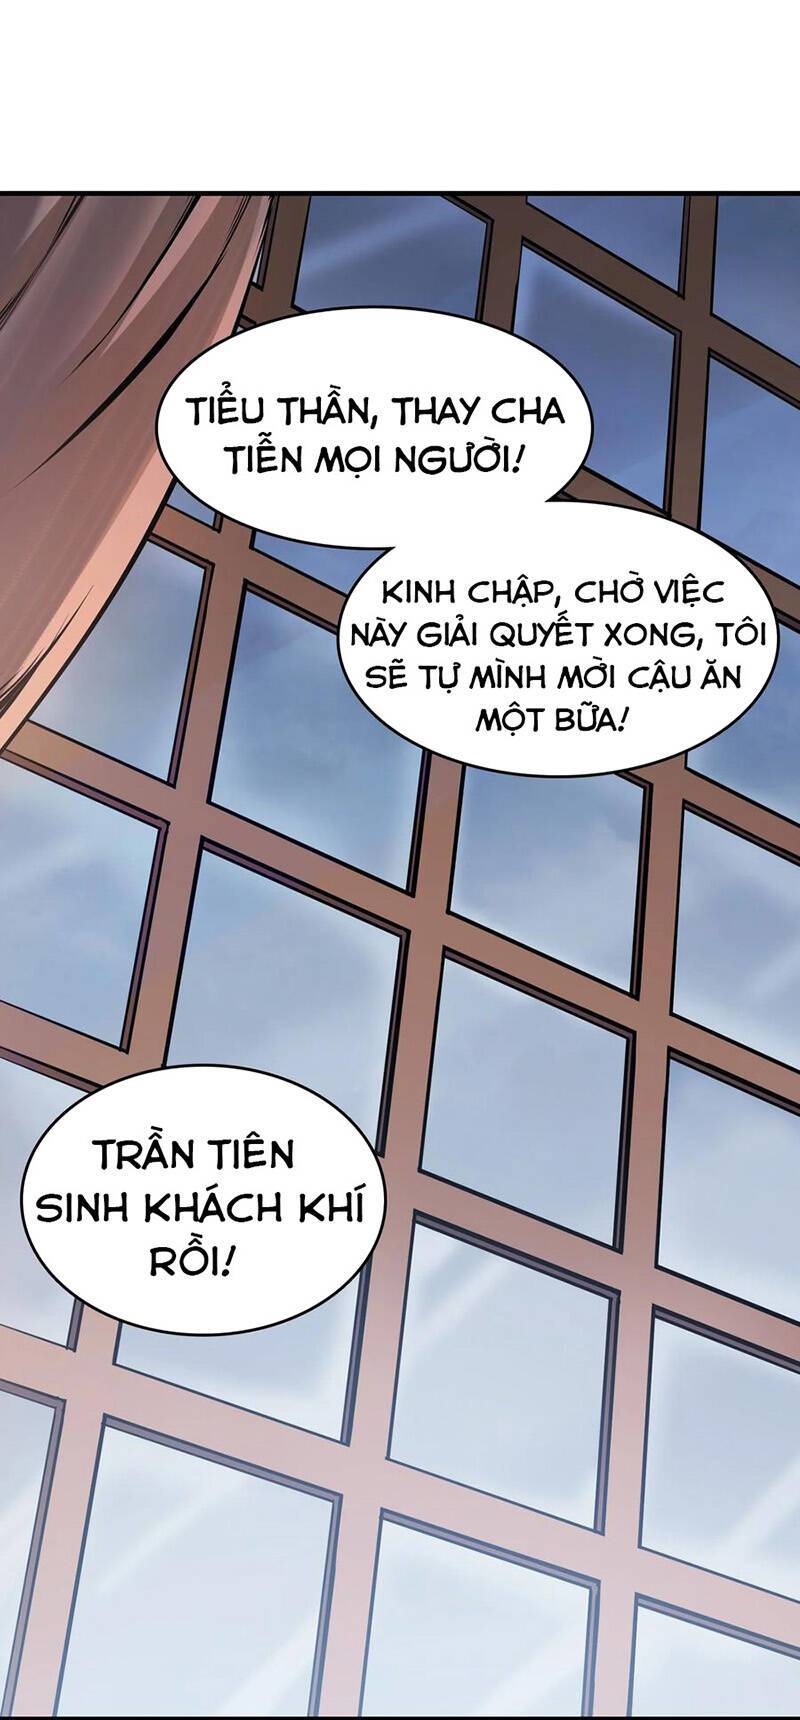 TIỂU THẦN, THAY CHA
TIỄN MỌI NGƯỜI!
KINH CHẬP, CHỜ VIỆC
NÀY GIẢI QUYẾT XONG, TÔI
SẼ TỰ MÌNH MỜI CẬU ĂN
MỘT BỮA!
TRẦN TIÊN
SINH KHÁCH KHÍ
RỒI!